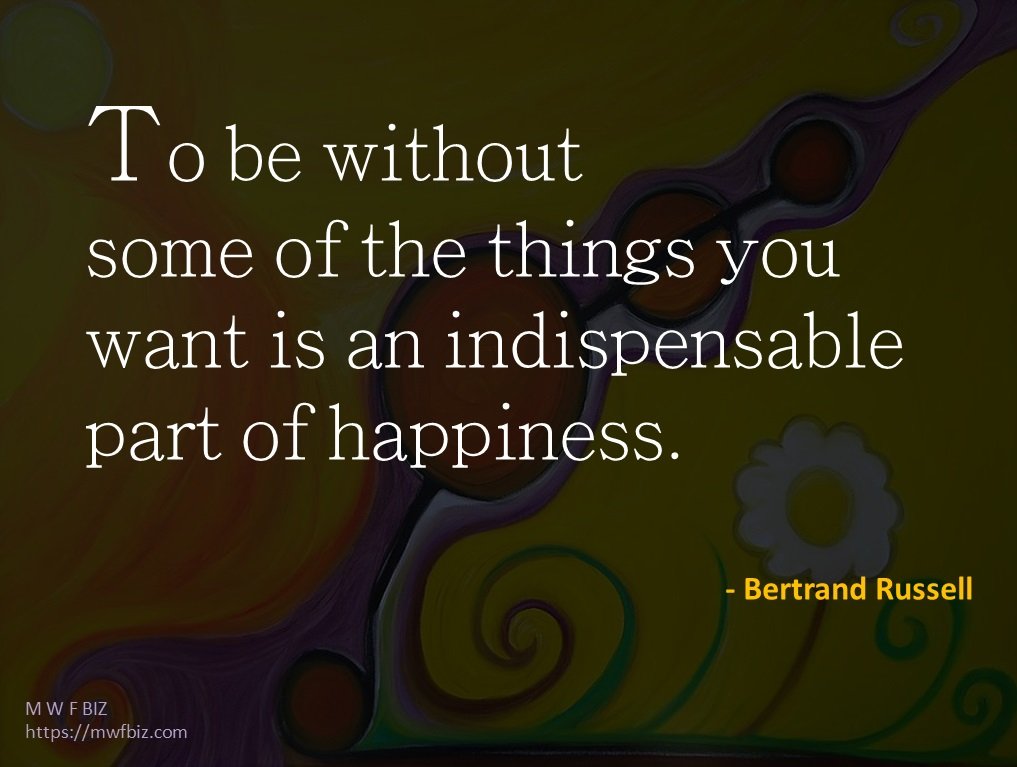 To be without
some of the things you
want is an indispensable
part of happiness.
- Bertrand Russell
M W F BIZ
https://mwfbiz.com